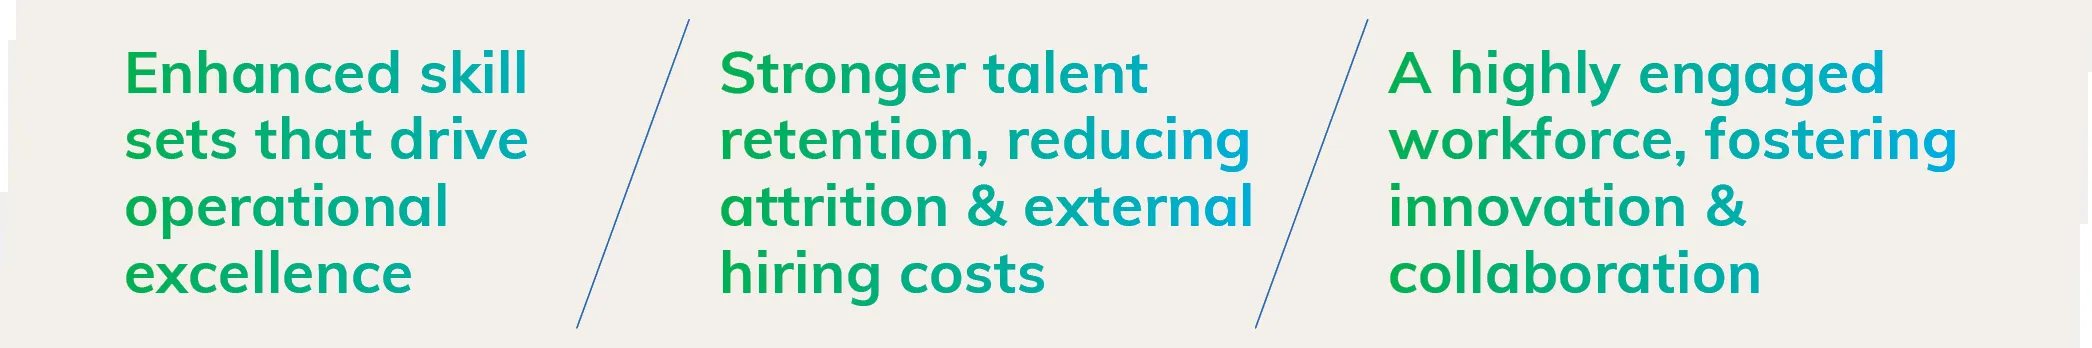 Enhanced skill
sets that drive
operational
excellence
Stronger talent
retention, reducing
attrition & external
hiring costs
A highly engaged
workforce, fostering
innovation &
collaboration